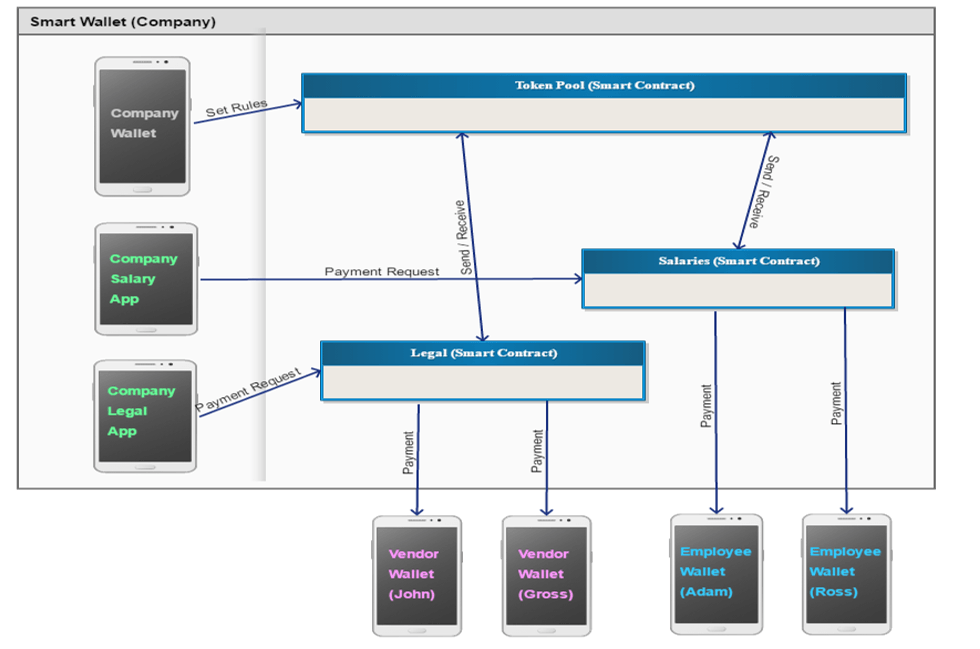 Smart Wallet (Company)
Token Pool (Smart Contract)
Company
Wallet
Set Rules
Send / Receive
Send / Receive
Company
Salary
App
Payment Request
Salaries (Smart Contract)
Legal (Smart Contract)
Company
Legal
App
Payment Request
Payment
Payment
Payment
Payment
Vendor
Wallet
(John)
Vendor
Wallet
(Gross)
Employee
Wallet
(Adam)
Employee
Wallet
(Ross)